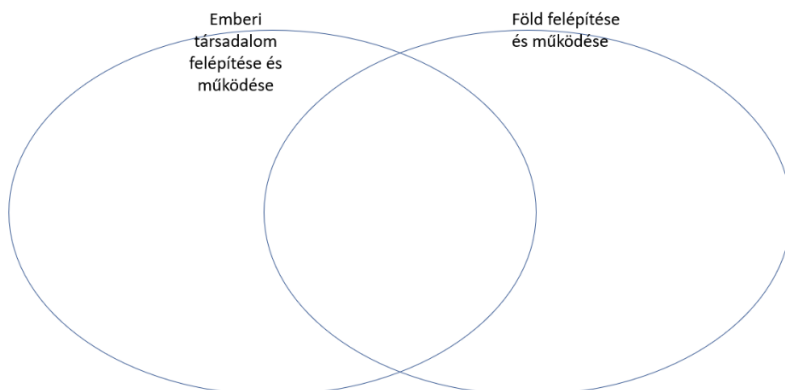 Emberi
társadalom
felépítése és
működése
Föld felépítése
és működése